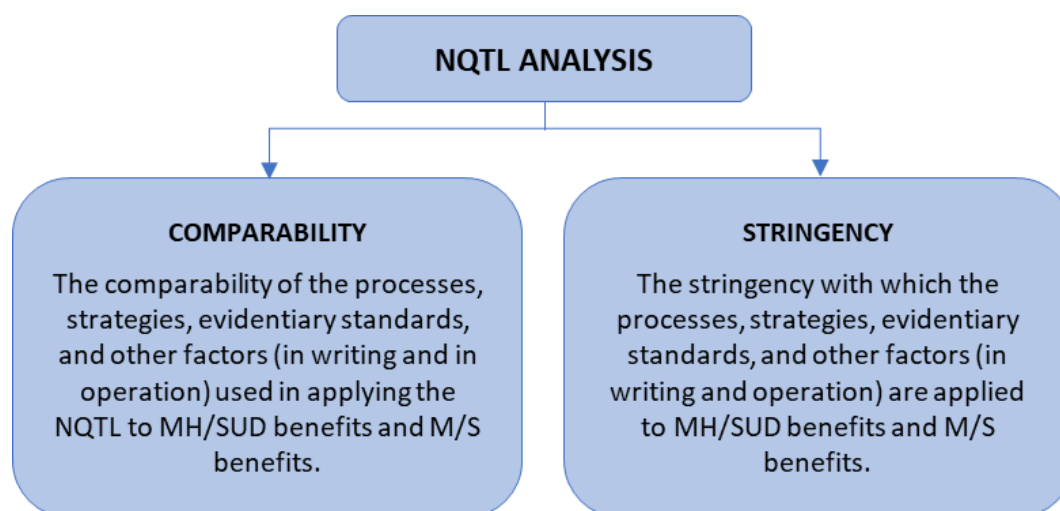 NQTL ANALYSIS
COMPARABILITY
The comparability of the processes,
strategies, evidentiary standards,
and other factors (in writing and in
operation) used in applying the
NQTL to MH/SUD benefits and M/S
benefits.
STRINGENCY
The stringency with which the
processes, strategies, evidentiary
standards, and other factors (in
writing and operation) are applied
to MH/SUD benefits and M/S
benefits.